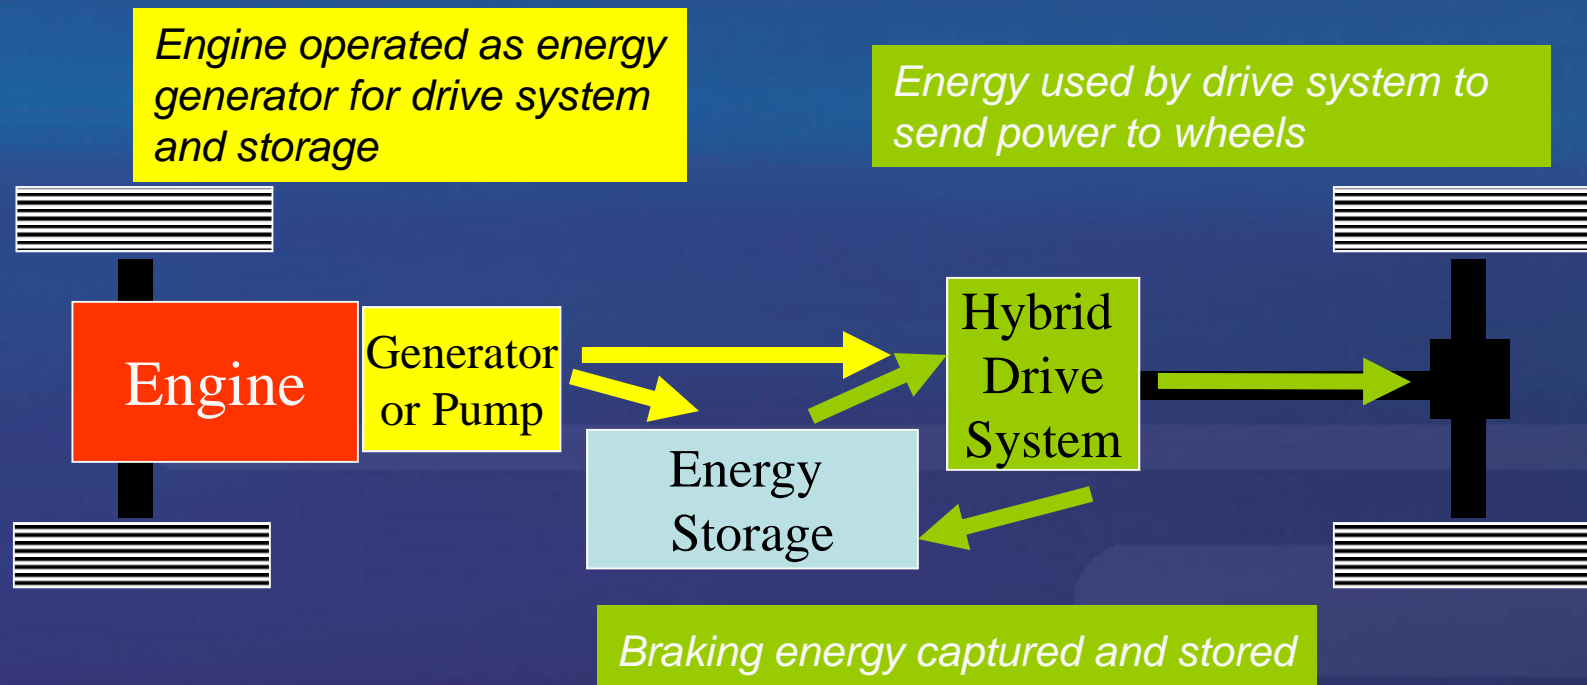 Engine operated as energy
generator for drive system
and storage
Energy used by drive system to
send power to wheels
Engine
Generator
or Pump
Energy
Storage
Hybrid
Drive
System
Braking energy captured and stored